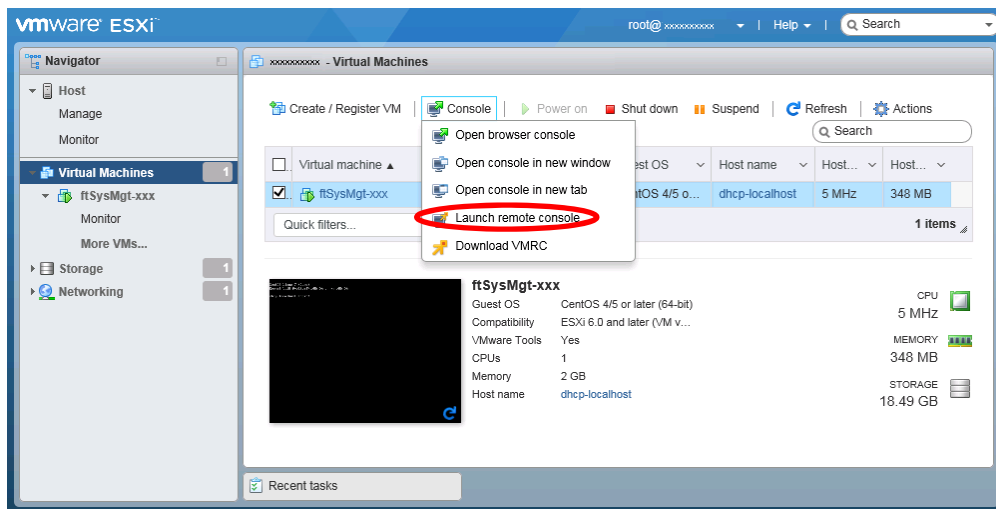 vmware ESXi
root@ xxxxxxxxxx | Help | Search
Navigator
Host
Manage
Monitor
Virtual Machines 1
ftSysMgt-xxx
Monitor
More VMs...
Storage 1
Networking 1
xxxxxxxxxx - Virtual Machines
Create / Register VM | Console | Power on Shut down Suspend | Refresh | Actions
Search
Open browser console
Open console in new window
Open console in new tab
Launch remote console
Download VMRC
Virtual machine est OS Host name Host... Host...
ftSysMgt-xxx tOS 4/5 o... dhcp-localhost 5 MHz 348 MB
Quick filters... 1 items
ftSysMgt-xxx
Guest OS CentOS 4/5 or later (64-bit)
Compatibility ESXi 6.0 and later (VM v...
VMware Tools Yes
CPUs 1
Memory 2 GB
Host name dhcp-localhost
CPU
5 MHz
MEMORY
348 MB
STORAGE
18.49 GB
Recent tasks